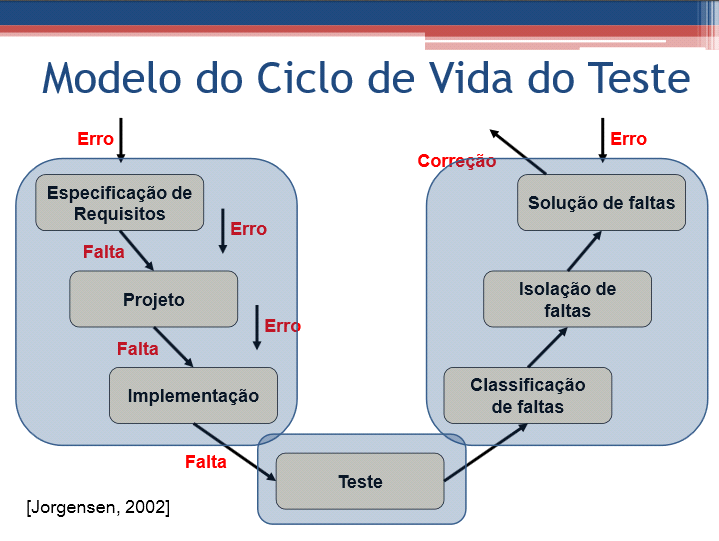 Modelo do Ciclo de Vida do Teste
Erro
Especificação de
Requisitos
Erro
Falta
Projeto
Erro
Falta
Implementação
Falta
Teste
Classificação
de faltas
Isolação de
faltas
Solução de faltas
Correção
Erro
[Jorgensen, 2002]